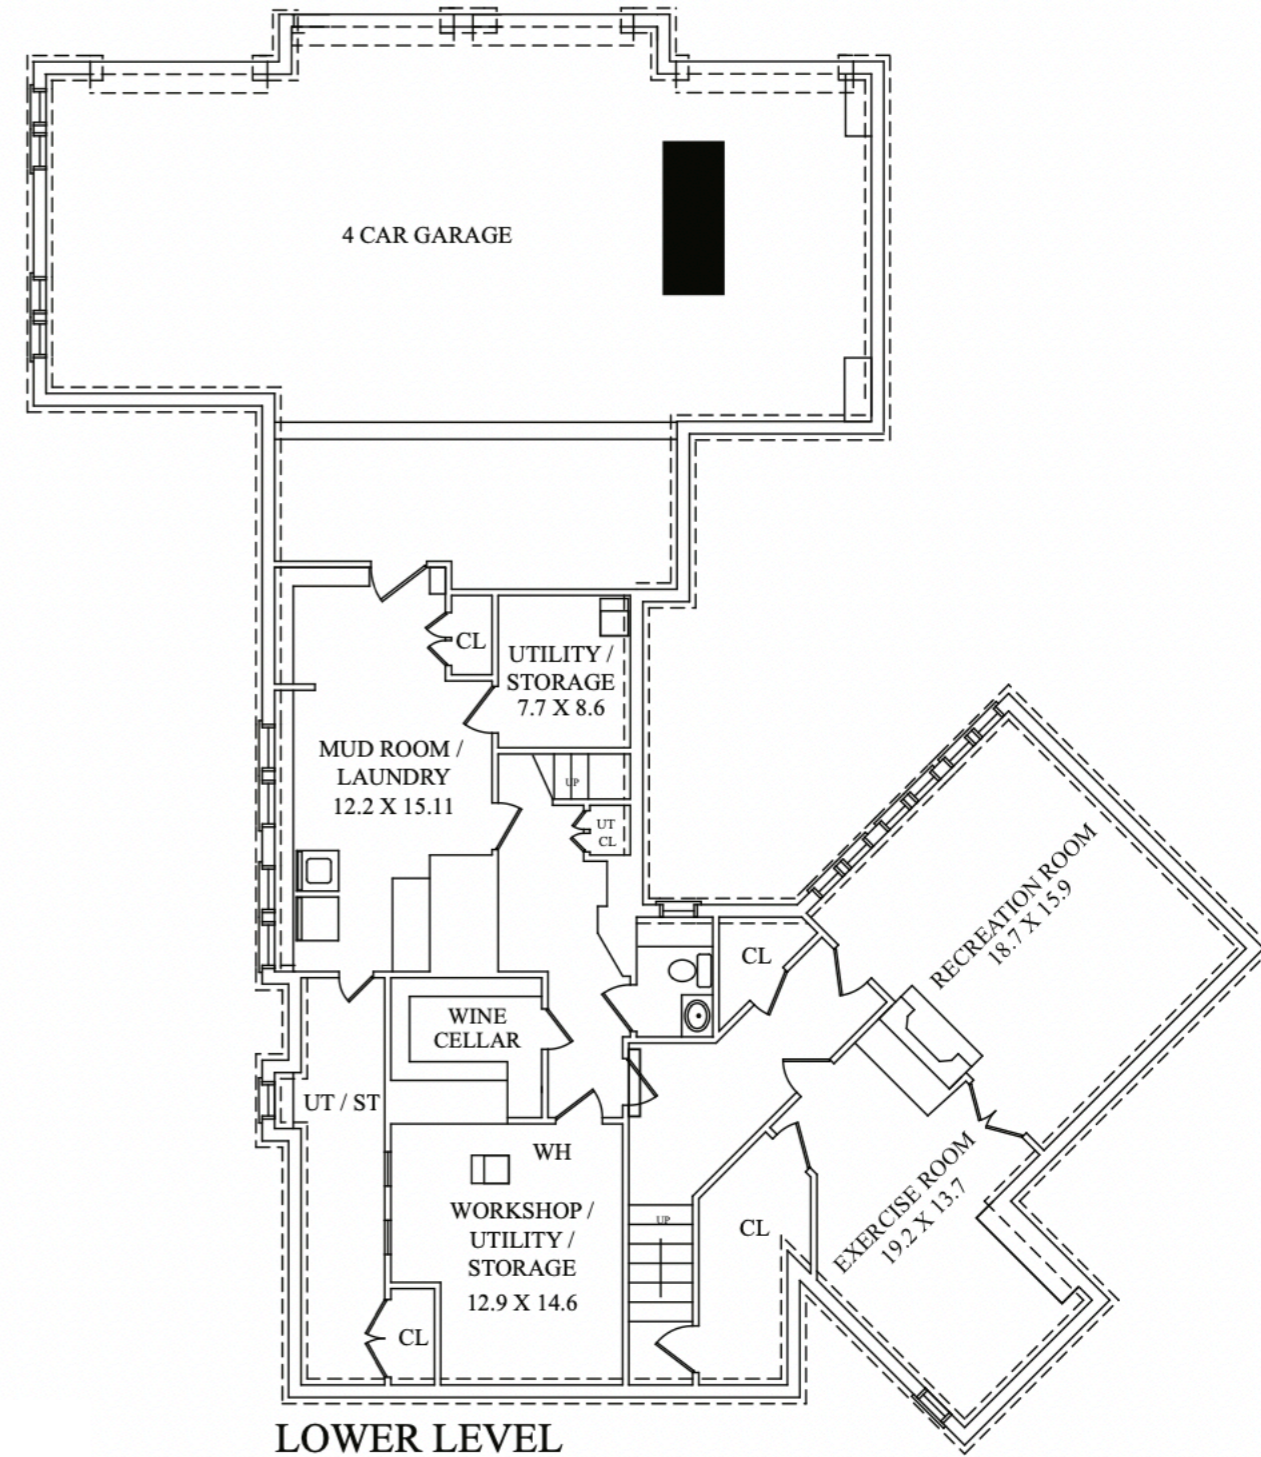 4 CAR GARAGE
CL
UTILITY /
STORAGE
7.7 X 8.6
MUD ROOM /
LAUNDRY
12.2 X 15.11
UP
UT
CL
RECREATION ROOM
18.7 X 15.9
CL
WINE
CELLAR
UT / ST
WH
WORKSHOP /
UTILITY /
STORAGE
12.9 X 14.6
UP
CL
EXERCISE ROOM
19.2 X 13.7
CL
LOWER LEVEL